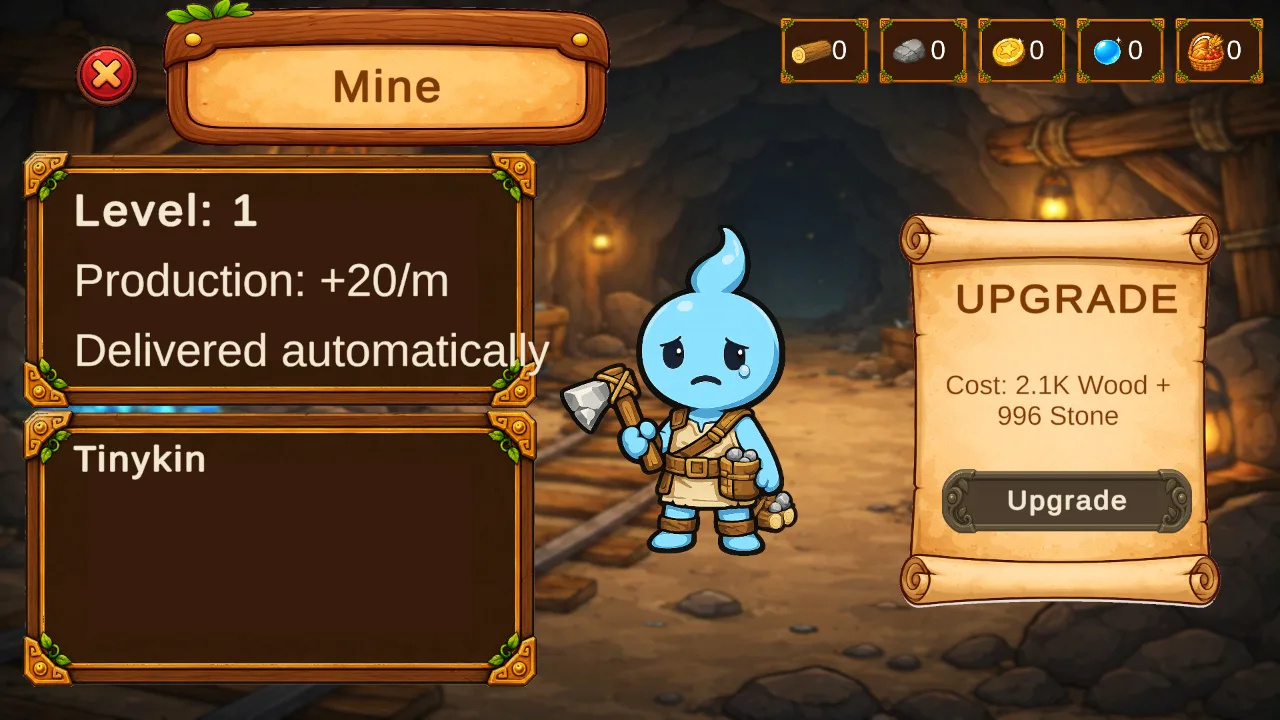 Mine
0
0
0
0
0
Level: 1
Production: +20/m
Delivered automatically
Tinykin
UPGRADE
Cost: 2.1K Wood +
996 Stone
Upgrade